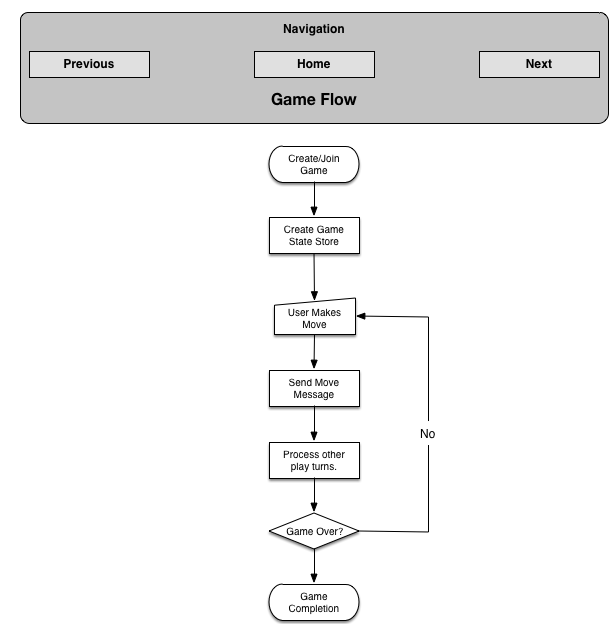 Navigation
Previous
Home
Next
Game Flow
Create/Join
Game
Create Game
State Store
User Makes
Move
Send Move
Message
Process other
play turns.
No
Game Over?
Game
Completion